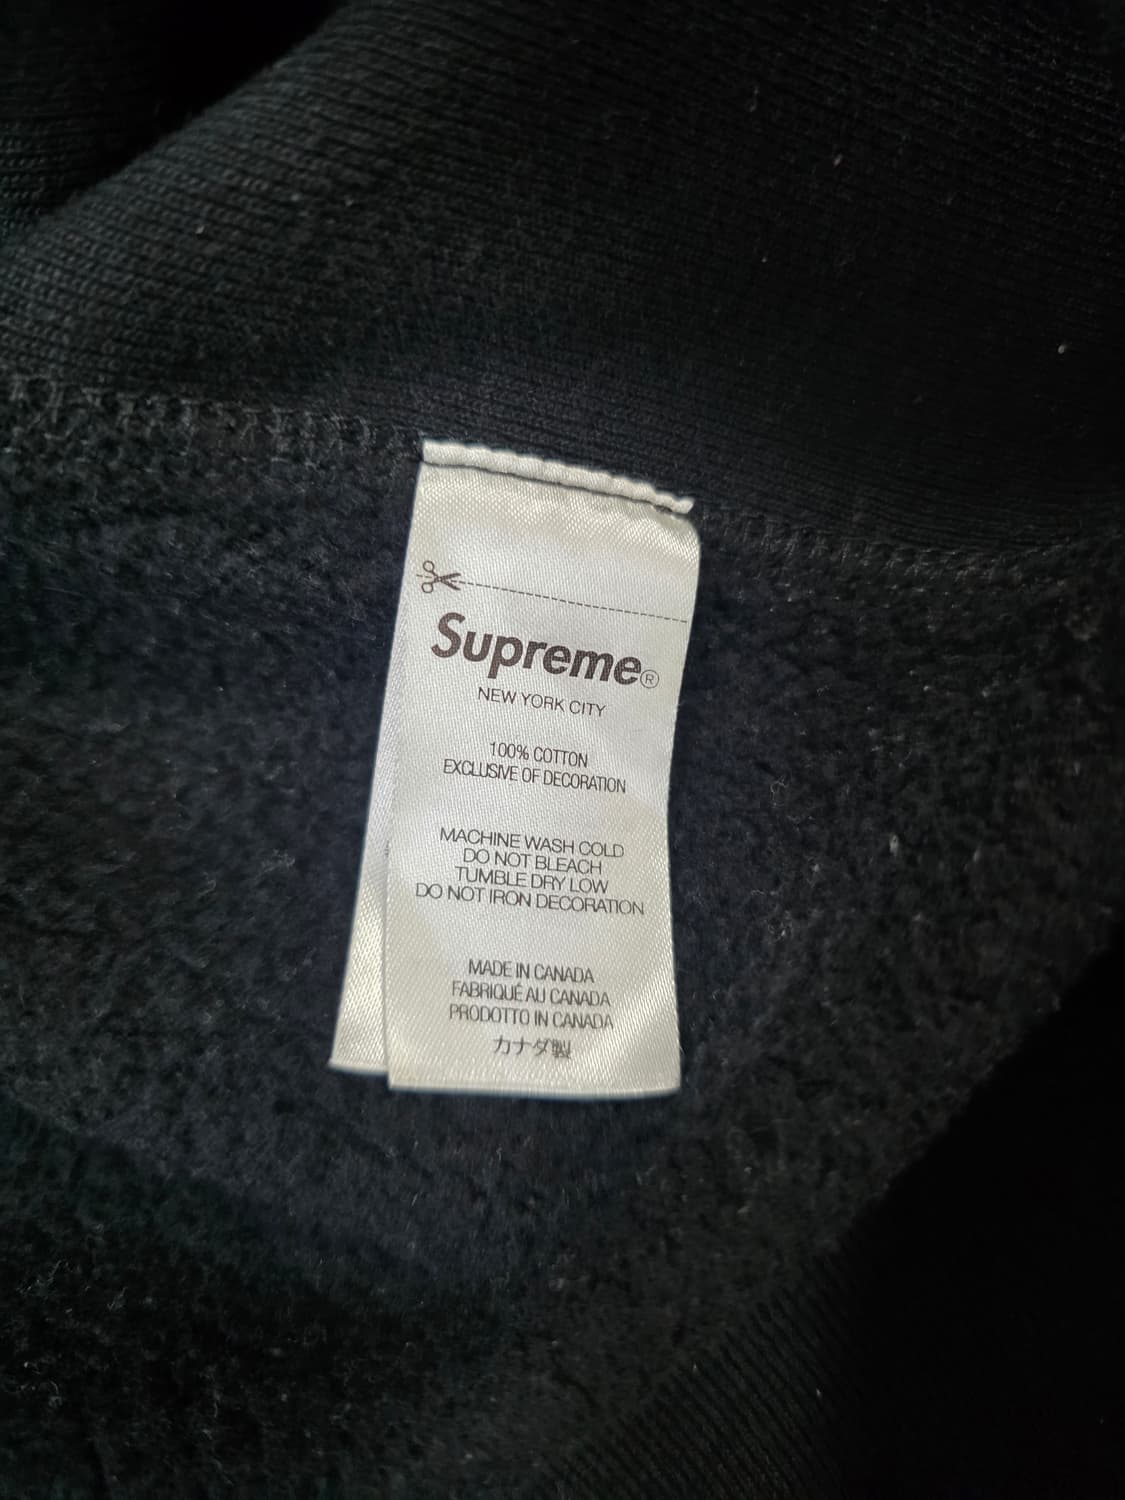 Supreme®
NEW YORK CITY
100% COTTON
EXCLUSIVE OF DECORATION
MACHINE WASH COLD
DO NOT BLEACH
TUMBLE DRY LOW
DO NOT IRON DECORATION
MADE IN CANADA
FABRIQUÉ AU CANADA
PRODOTTO IN CANADA
カナダ製